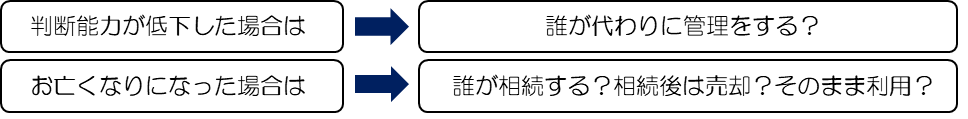 判断能力が低下した場合は
誰が代わりに管理をする？
お亡くなりになった場合は
誰が相続する？相続後は売却？そのまま利用？